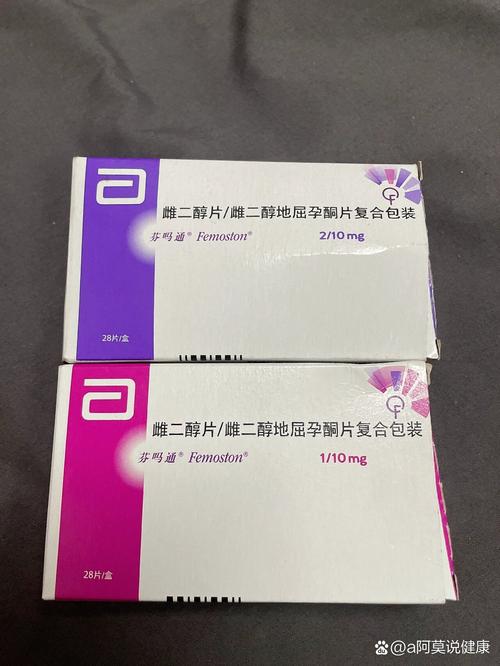 雌二醇片/雌二醇地屈孕酮片复合包装
芬吗通® Femoston® 2/10 mg
28片/盒
雌二醇片/雌二醇地屈孕酮片复合包装
芬吗通® Femoston® 1/10 mg
28片/盒
@a阿莫说健康